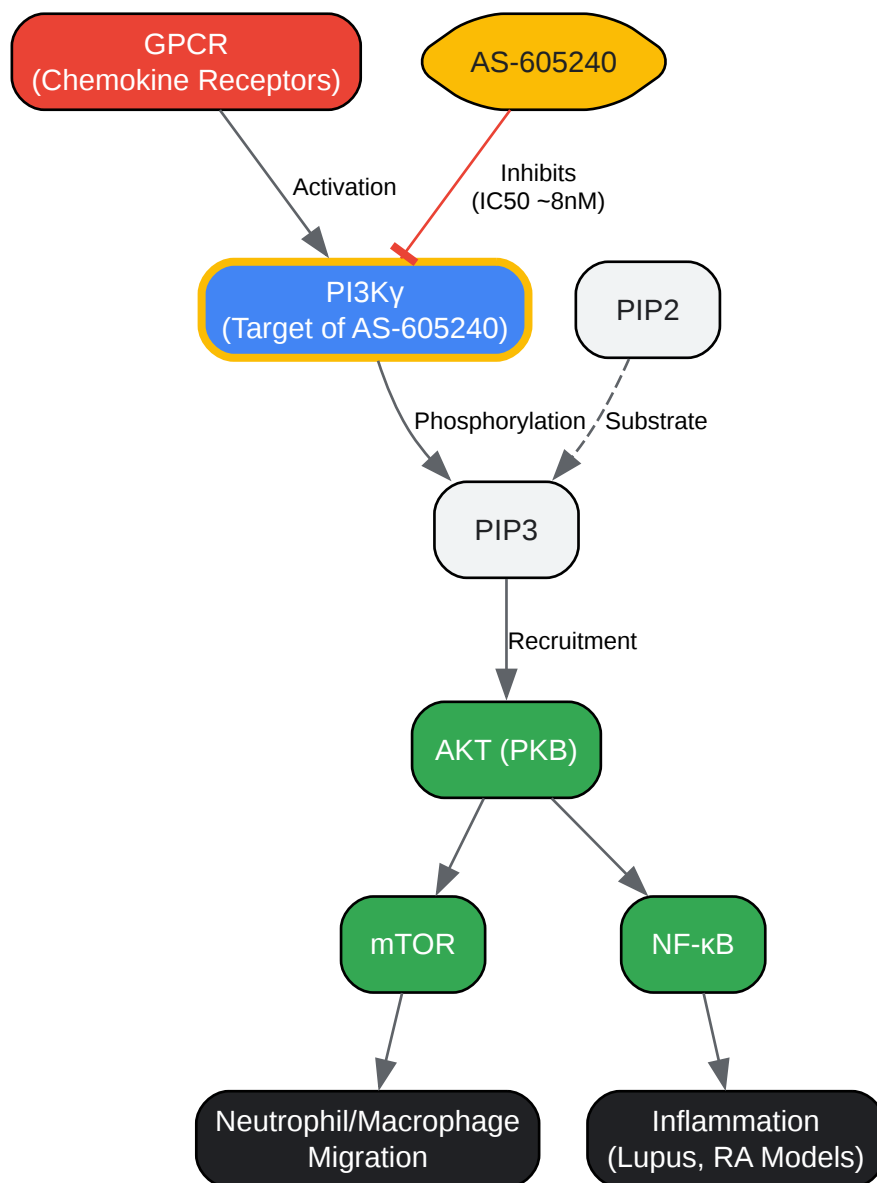 GPCR
(Chemokine Receptors)
AS-605240
Activation
Inhibits
(IC50 ~8nM)
PI3Kγ
(Target of AS-605240)
PIP2
Phosphorylation
Substrate
PIP3
Recruitment
AKT (PKB)
mTOR
NF-κB
Neutrophil/Macrophage
Migration
Inflammation
(Lupus, RA Models)